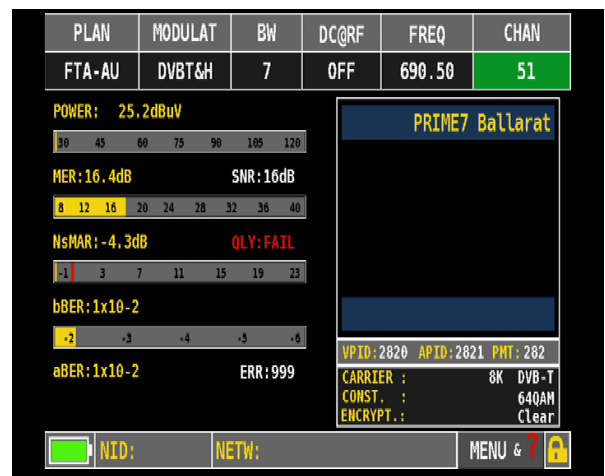 PLAN MODULAT BW DC@RF FREQ CHAN
FTA-AU DVBT&H 7 OFF 690.50 51
POWER: 25.2dBuV
30 45 60 75 90 105 120
MER:16.4dB SNR:16dB
8 12 16 20 24 28 32 36 40
NsMAR:-4.3dB QLY:FAIL
-1 3 7 11 15 19 23
bBER:1x10-2
-2 -3 -4 -5 -6
aBER:1x10-2 ERR:999
PRIME7 Ballarat
VPID:2820 APID:2821 PMT:282
CARRIER : 8K DVB-T
CONST. : 64QAM
ENCRYPT.: Clear
NID: NETW: MENU & ?